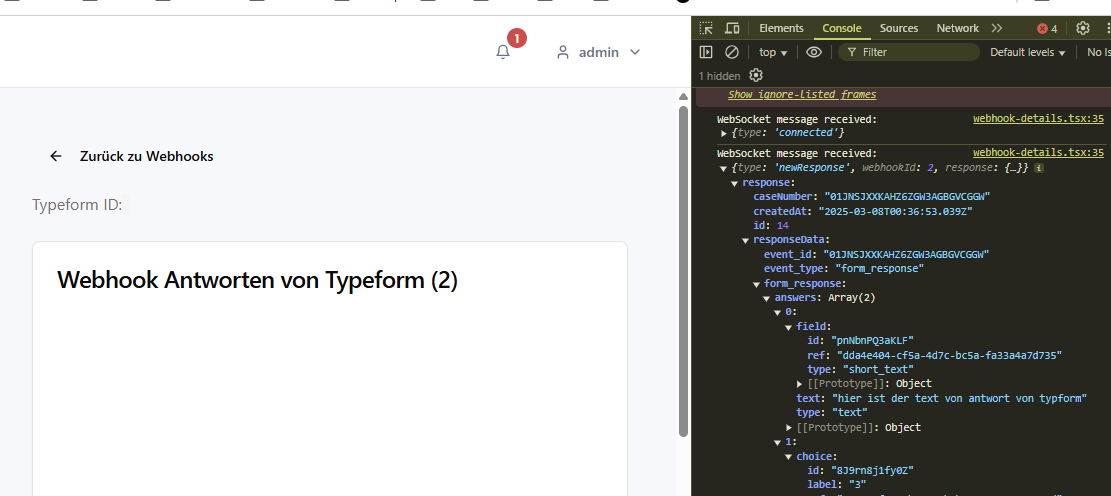 1
admin
Zurück zu Webhooks
Typeform ID:
Webhook Antworten von Typeform (2)
Elements Console Sources Network 4
top Filter Default levels
1 hidden
Show ignore-listed frames
WebSocket message received: webhook-details.tsx:35
{type: 'connected'}
WebSocket message received: webhook-details.tsx:35
{type: 'newResponse', webhookId: 2, response: {…}} i
response:
caseNumber: "01JNSJXXKAHZ6ZGW3AGBGVCGGW"
createdAt: "2025-03-08T00:36:53.039Z"
id: 14
responseData:
event_id: "01JNSJXXKAHZ6ZGW3AGBGVCGGW"
event_type: "form_response"
form_response:
answers: Array(2)
0:
field:
id: "pnNbnPQ3aKLF"
ref: "dda4e404-cf5a-4d7c-bc5a-fa33a4a7d735"
type: "short_text"
[[Prototype]]: Object
text: "hier ist der text von antwort von typform"
type: "text"
[[Prototype]]: Object
1:
choice:
id: "8J9rn8j1fy0Z"
label: "3"